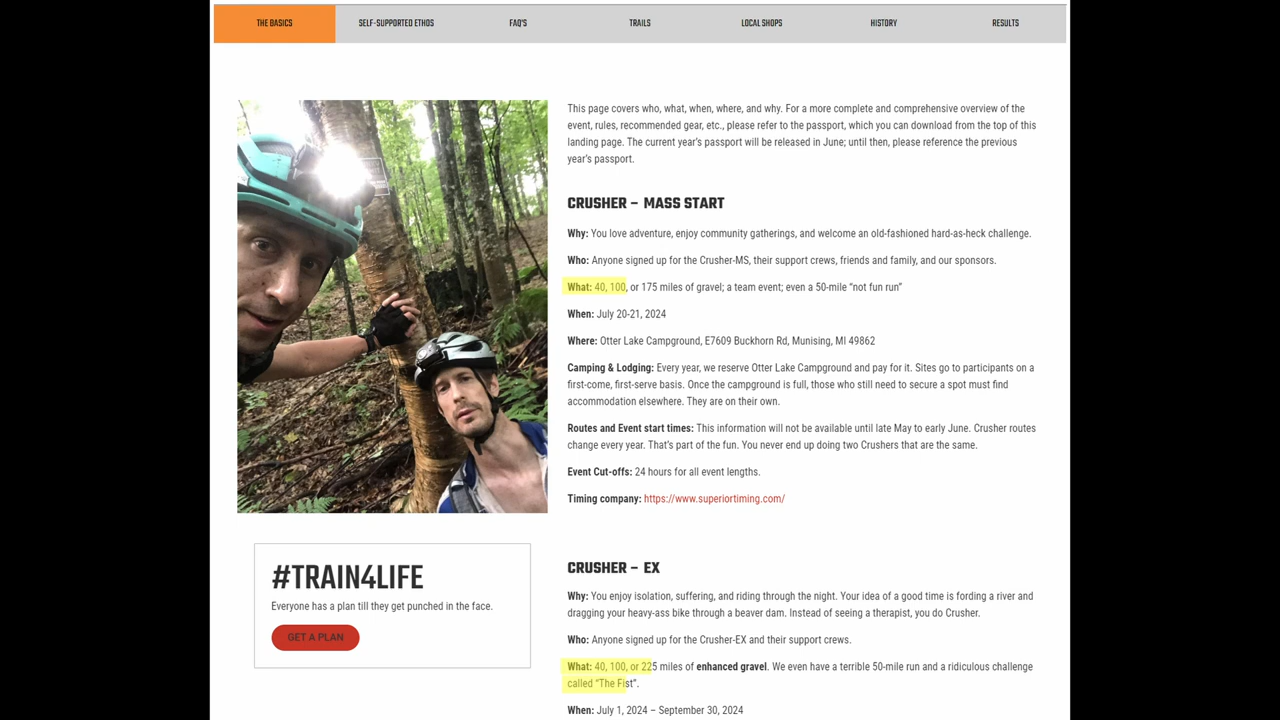 THE BASICS SELF-SUPPORTED ETHOS FAQ'S TRAILS LOCAL SHOPS HISTORY RESULTS
This page covers who, what, when, where, and why. For a more complete and comprehensive overview of the
event, rules, recommended gear, etc., please refer to the passport, which you can download from the top of this
landing page. The current year's passport will be released in June; until then, please reference the previous
year's passport.
CRUSHER – MASS START
Why: You love adventure, enjoy community gatherings, and welcome an old-fashioned hard-as-heck challenge.
Who: Anyone signed up for the Crusher-MS, their support crews, friends and family, and our sponsors.
What: 40, 100, or 175 miles of gravel; a team event; even a 50-mile “not fun run”
When: July 20-21, 2024
Where: Otter Lake Campground, E7609 Buckhorn Rd, Munising, MI 49862
Camping & Lodging: Every year, we reserve Otter Lake Campground and pay for it. Sites go to participants on a
first-come, first-serve basis. Once the campground is full, those who still need to secure a spot must find
accommodation elsewhere. They are on their own.
Routes and Event start times: This information will not be available until late May to early June. Crusher routes
change every year. That's part of the fun. You never end up doing two Crushers that are the same.
Event Cut-offs: 24 hours for all event lengths.
Timing company: https://www.superiortiming.com/
#TRAIN4LIFE
Everyone has a plan till they get punched in the face.
GET A PLAN
CRUSHER – EX
Why: You enjoy isolation, suffering, and riding through the night. Your idea of a good time is fording a river and
dragging your heavy-ass bike through a beaver dam. Instead of seeing a therapist, you do Crusher.
Who: Anyone signed up for the Crusher-EX and their support crews.
What: 40, 100, or 225 miles of enhanced gravel. We even have a terrible 50-mile run and a ridiculous challenge
called “The Fist”.
When: July 1, 2024 – September 30, 2024